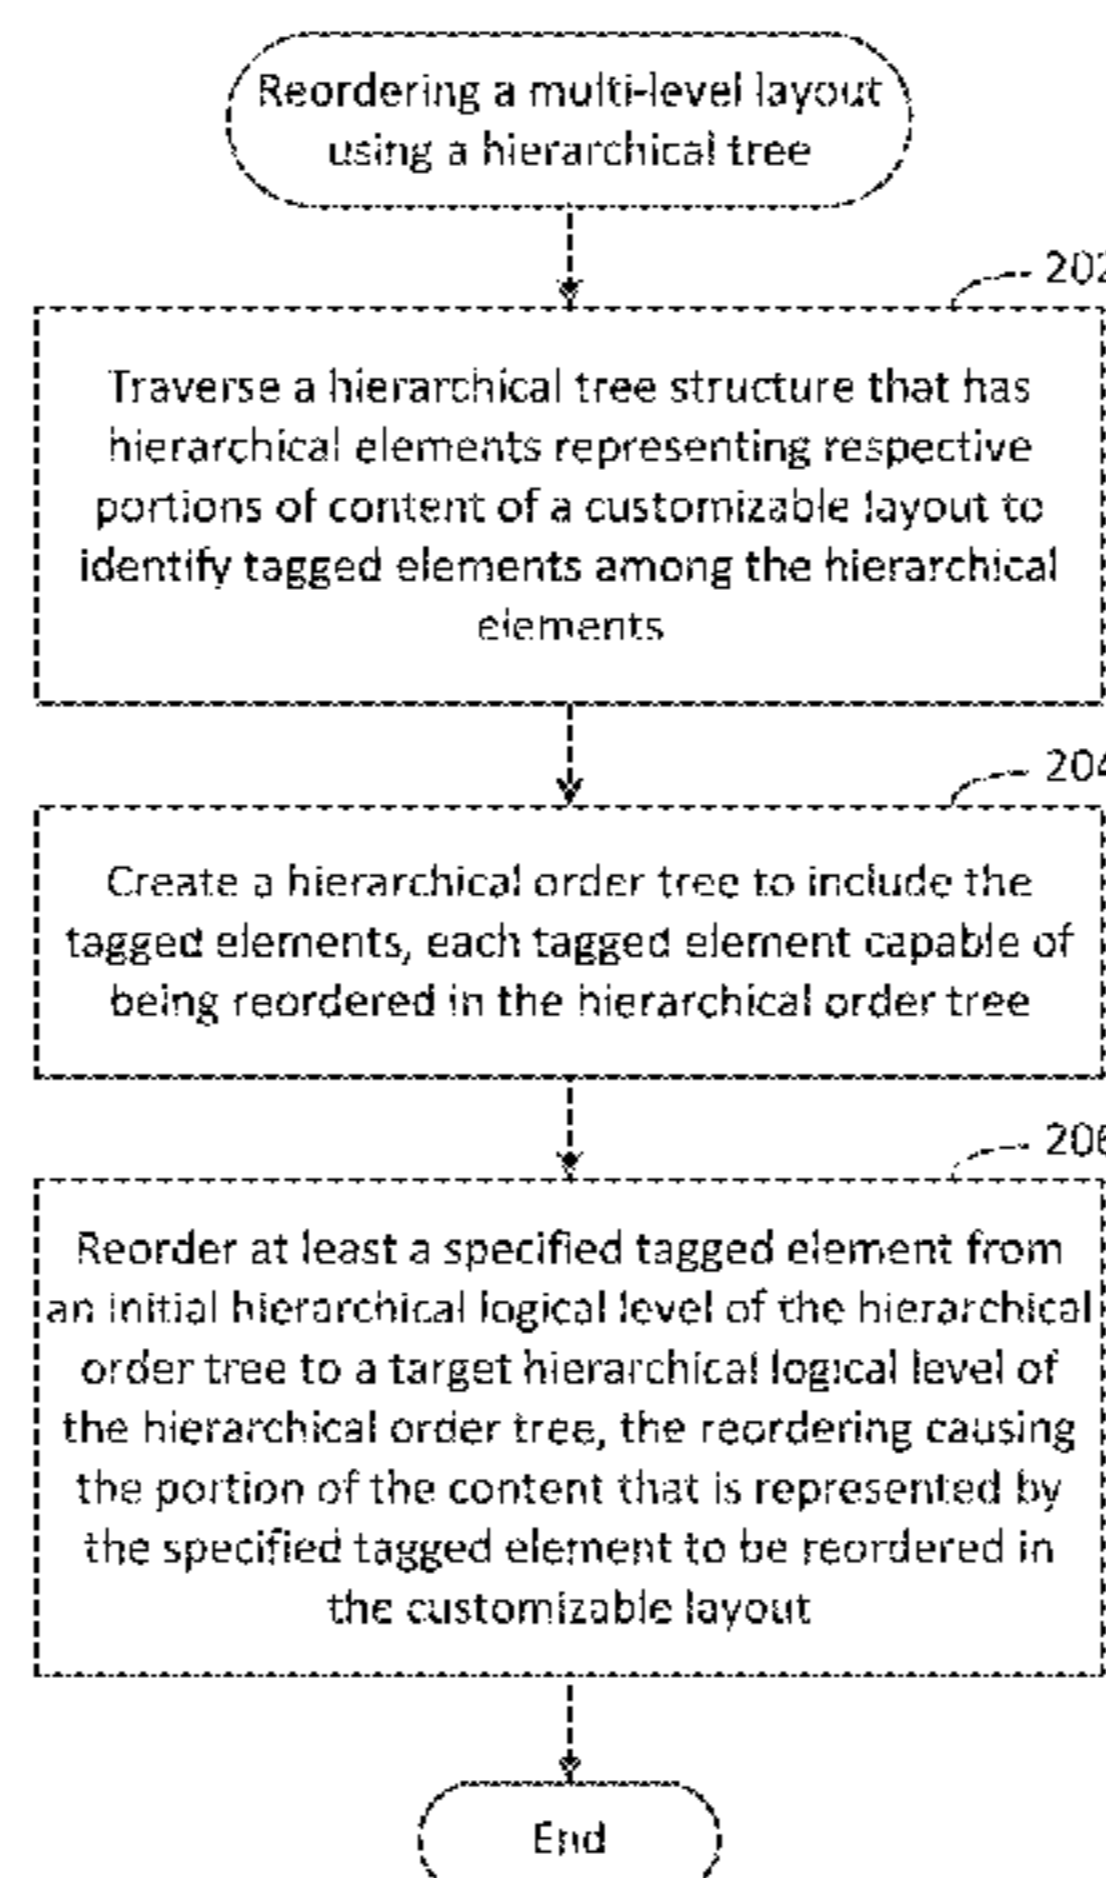 Reordering a multi-level layout
using a hierarchical tree
202
Traverse a hierarchical tree structure that has
hierarchical elements representing respective
portions of content of a customizable layout to
identify tagged elements among the hierarchical
elements
204
Create a hierarchical order tree to include the
tagged elements, each tagged element capable of
being reordered in the hierarchical order tree
206
Reorder at least a specified tagged element from
an initial hierarchical logical level of the hierarchical
order tree to a target hierarchical logical level of
the hierarchical order tree, the reordering causing
the portion of the content that is represented by
the specified tagged element to be reordered in
the customizable layout
End